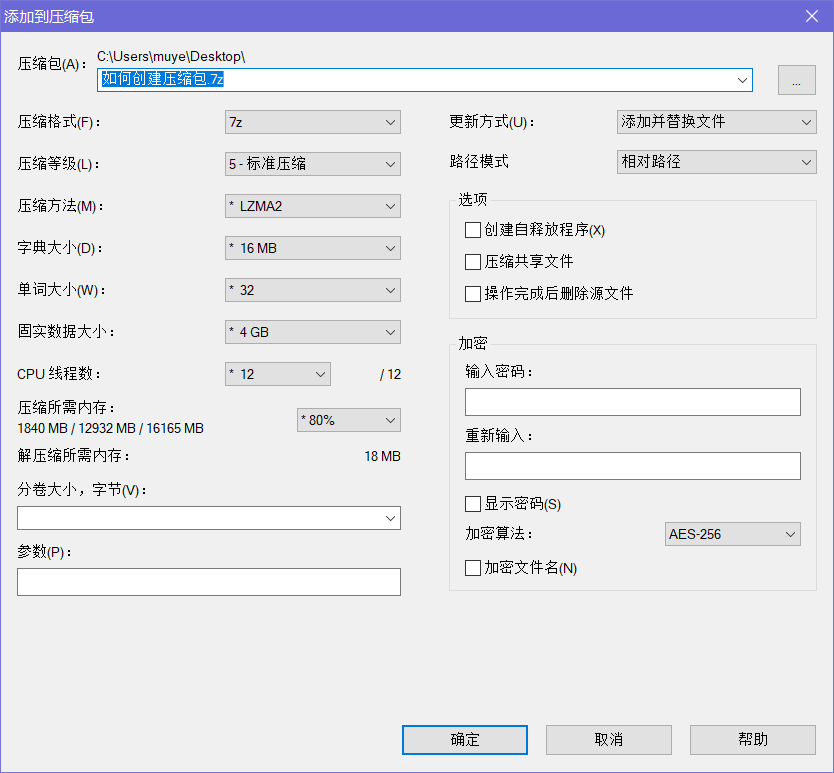 添加到压缩包
压缩包(A)：
C:\Users\muye\Desktop\
如何创建压缩包.7z
...
压缩格式(F)：
7z
压缩等级(L)：
5 - 标准压缩
压缩方法(M)：
* LZMA2
字典大小(D)：
* 16 MB
单词大小(W)：
* 32
固实数据大小：
* 4 GB
CPU 线程数：
* 12
/ 12
压缩所需内存：
1840 MB / 12932 MB / 16165 MB
* 80%
解压缩所需内存：
18 MB
分卷大小，字节(V)：
参数(P)：
更新方式(U)：
添加并替换文件
路径模式
相对路径
选项
创建自释放程序(X)
压缩共享文件
操作完成后删除源文件
加密
输入密码：
重新输入：
显示密码(S)
加密算法：
AES-256
加密文件名(N)
确定
取消
帮助